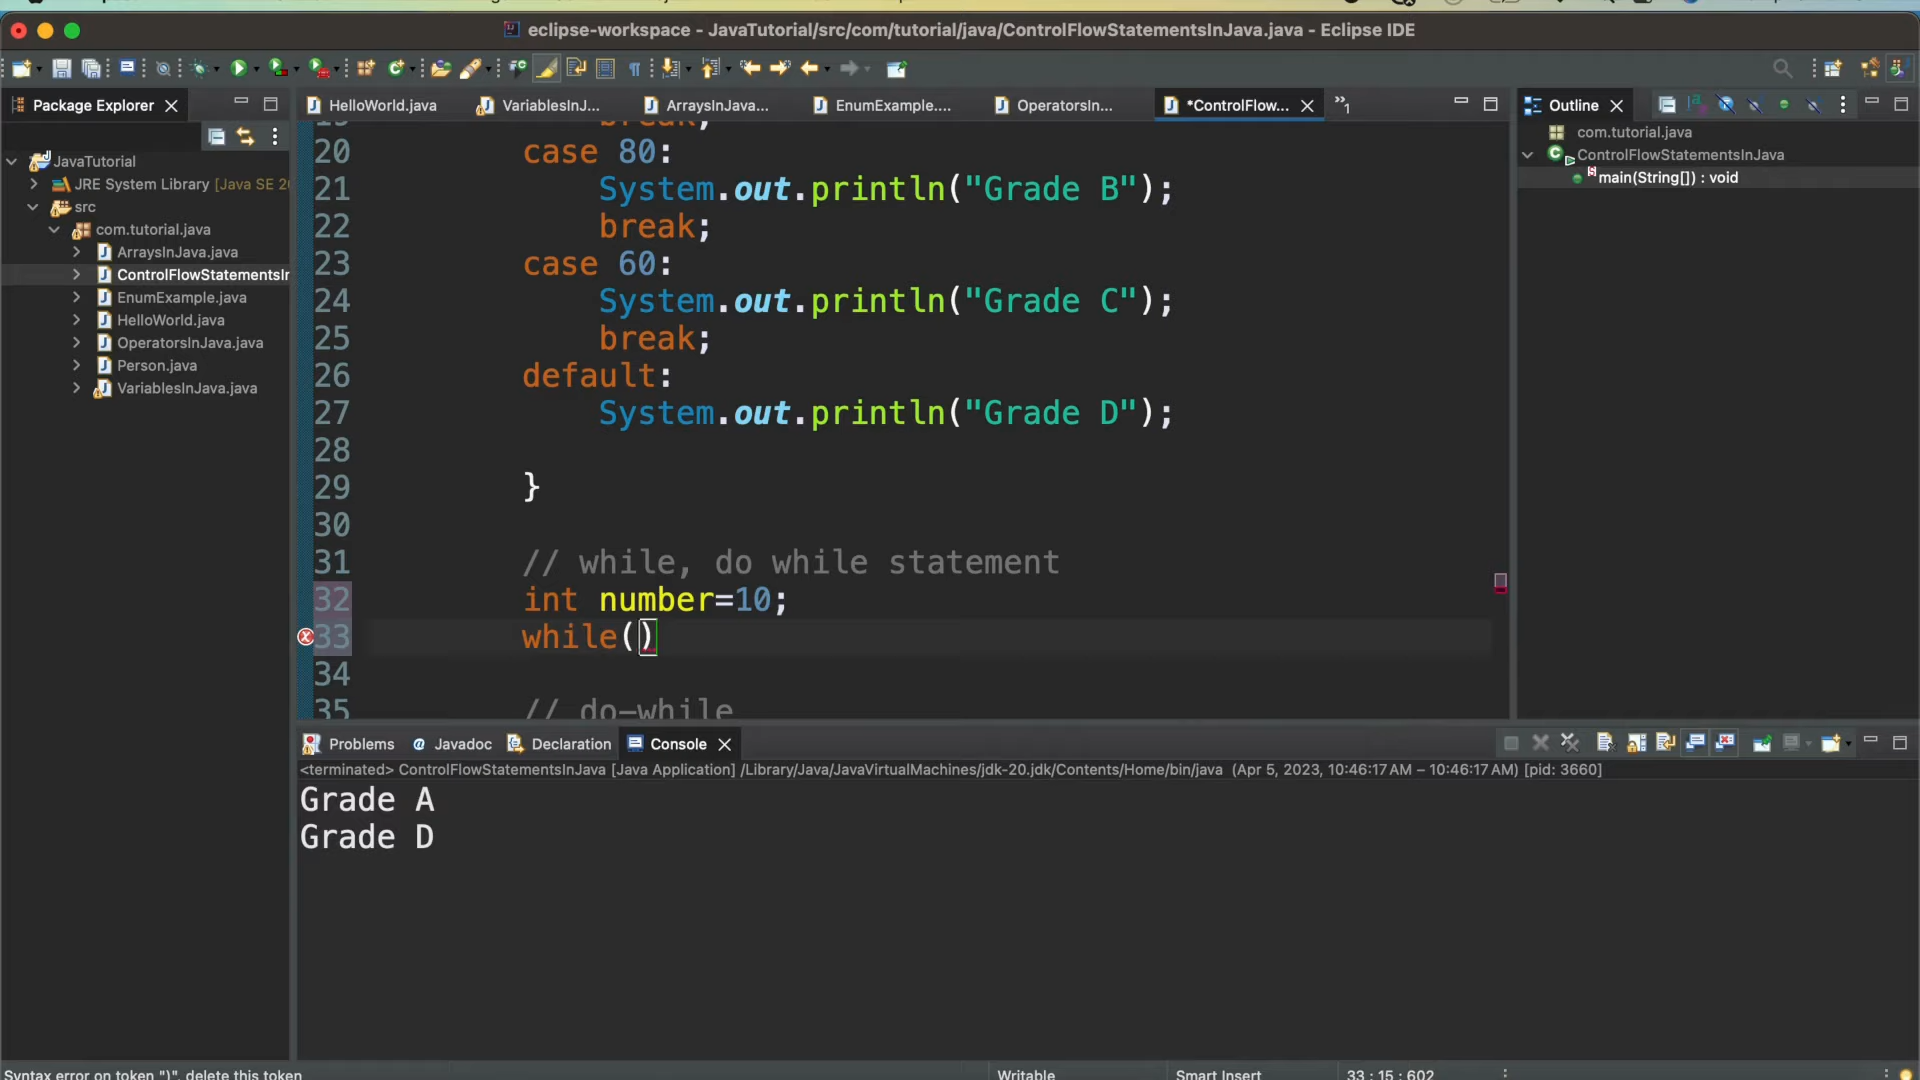 eclipse-workspace - JavaTutorial/src/com/tutorial/java/ControlFlowStatementsInJava.java - Eclipse IDE
Package Explorer
HelloWorld.java
VariablesInJ...
ArraysInJava...
EnumExample....
OperatorsIn...
*ControlFlow...
»1
Outline
JavaTutorial
JRE System Library [Java SE 20
src
com.tutorial.java
ArraysInJava.java
ControlFlowStatementsIn
EnumExample.java
HelloWorld.java
OperatorsInJava.java
Person.java
VariablesInJava.java
break;
20 case 80:
21 System.out.println("Grade B");
22 break;
23 case 60:
24 System.out.println("Grade C");
25 break;
26 default:
27 System.out.println("Grade D");
28
29 }
30
31 // while, do while statement
32 int number=10;
33 while()
34
35 // do-while
com.tutorial.java
ControlFlowStatementsInJava
main(String[]) : void
Problems
Javadoc
Declaration
Console
<terminated> ControlFlowStatementsInJava [Java Application] /Library/Java/JavaVirtualMachines/jdk-20.jdk/Contents/Home/bin/java (Apr 5, 2023, 10:46:17 AM – 10:46:17 AM) [pid: 3660]
Grade A
Grade D
Syntax error on token ")", delete this token
Writable
Smart Insert
33 : 15 : 602